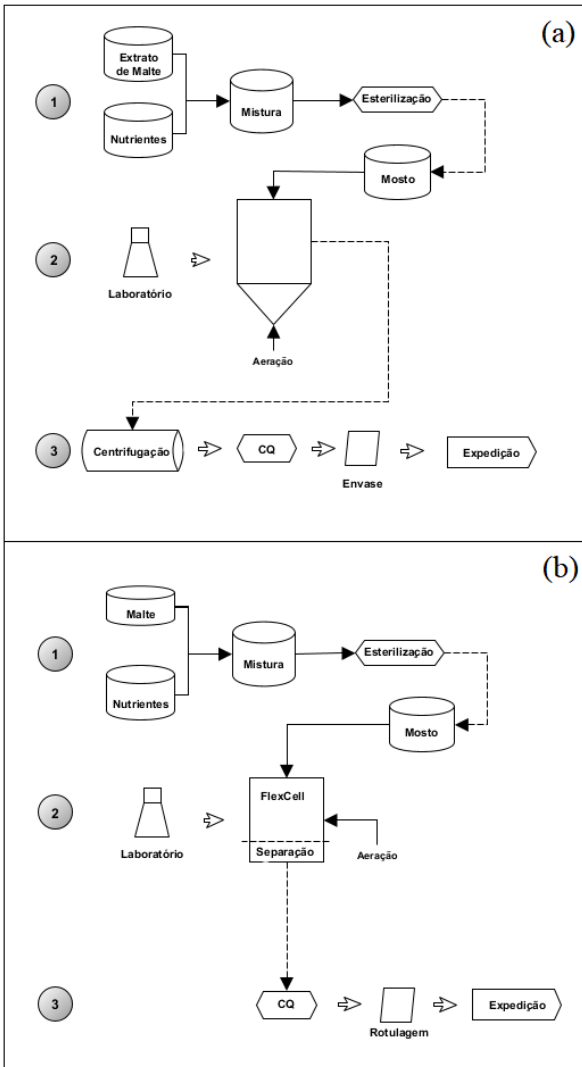 (a)
Extrato
de Malte
1
Mistura
Esterilização
Nutrientes
Mosto
2
Laboratório
Aeração
3
Centrifugação
CQ
Envase
Expedição
(b)
Malte
1
Mistura
Esterilização
Nutrientes
Mosto
2
FlexCell
Laboratório
Separação
Aeração
3
CQ
Rotulagem
Expedição